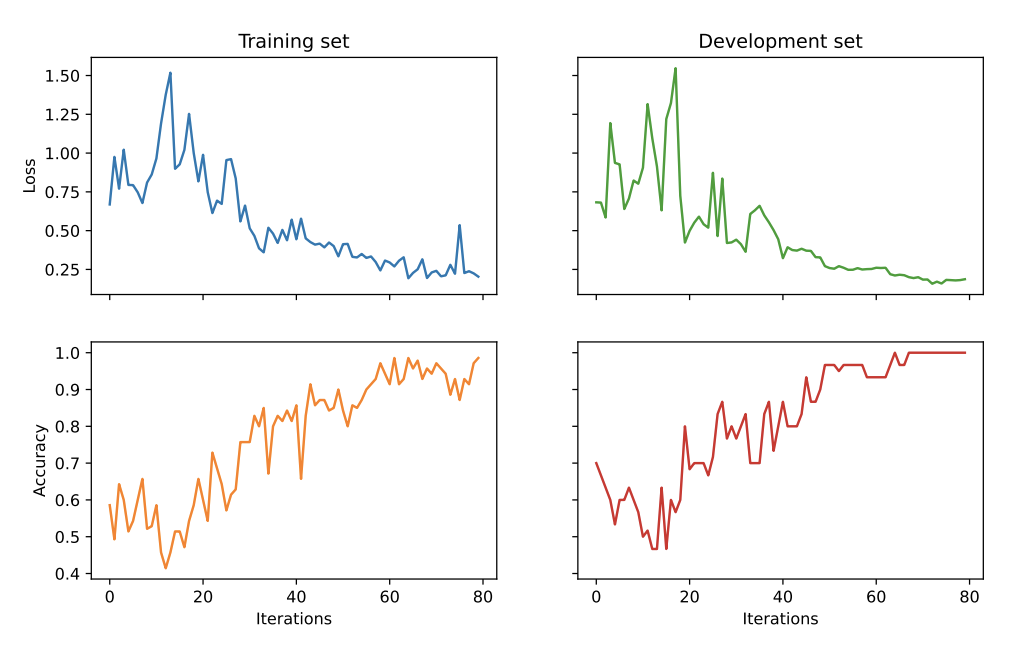 Training set
Development set
1.50
1.25
1.00
0.75
0.50
0.25
Loss
1.0
0.9
0.8
0.7
0.6
0.5
0.4
Accuracy
0 20 40 60 80
0 20 40 60 80
Iterations
Iterations